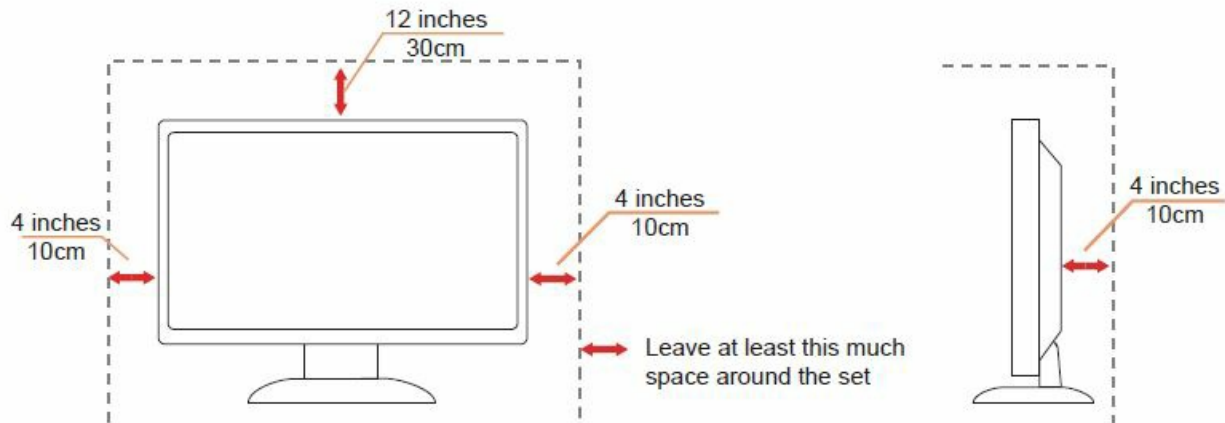 12 inches
30cm
4 inches
10cm
4 inches
10cm
4 inches
10cm
Leave at least this much
space around the set